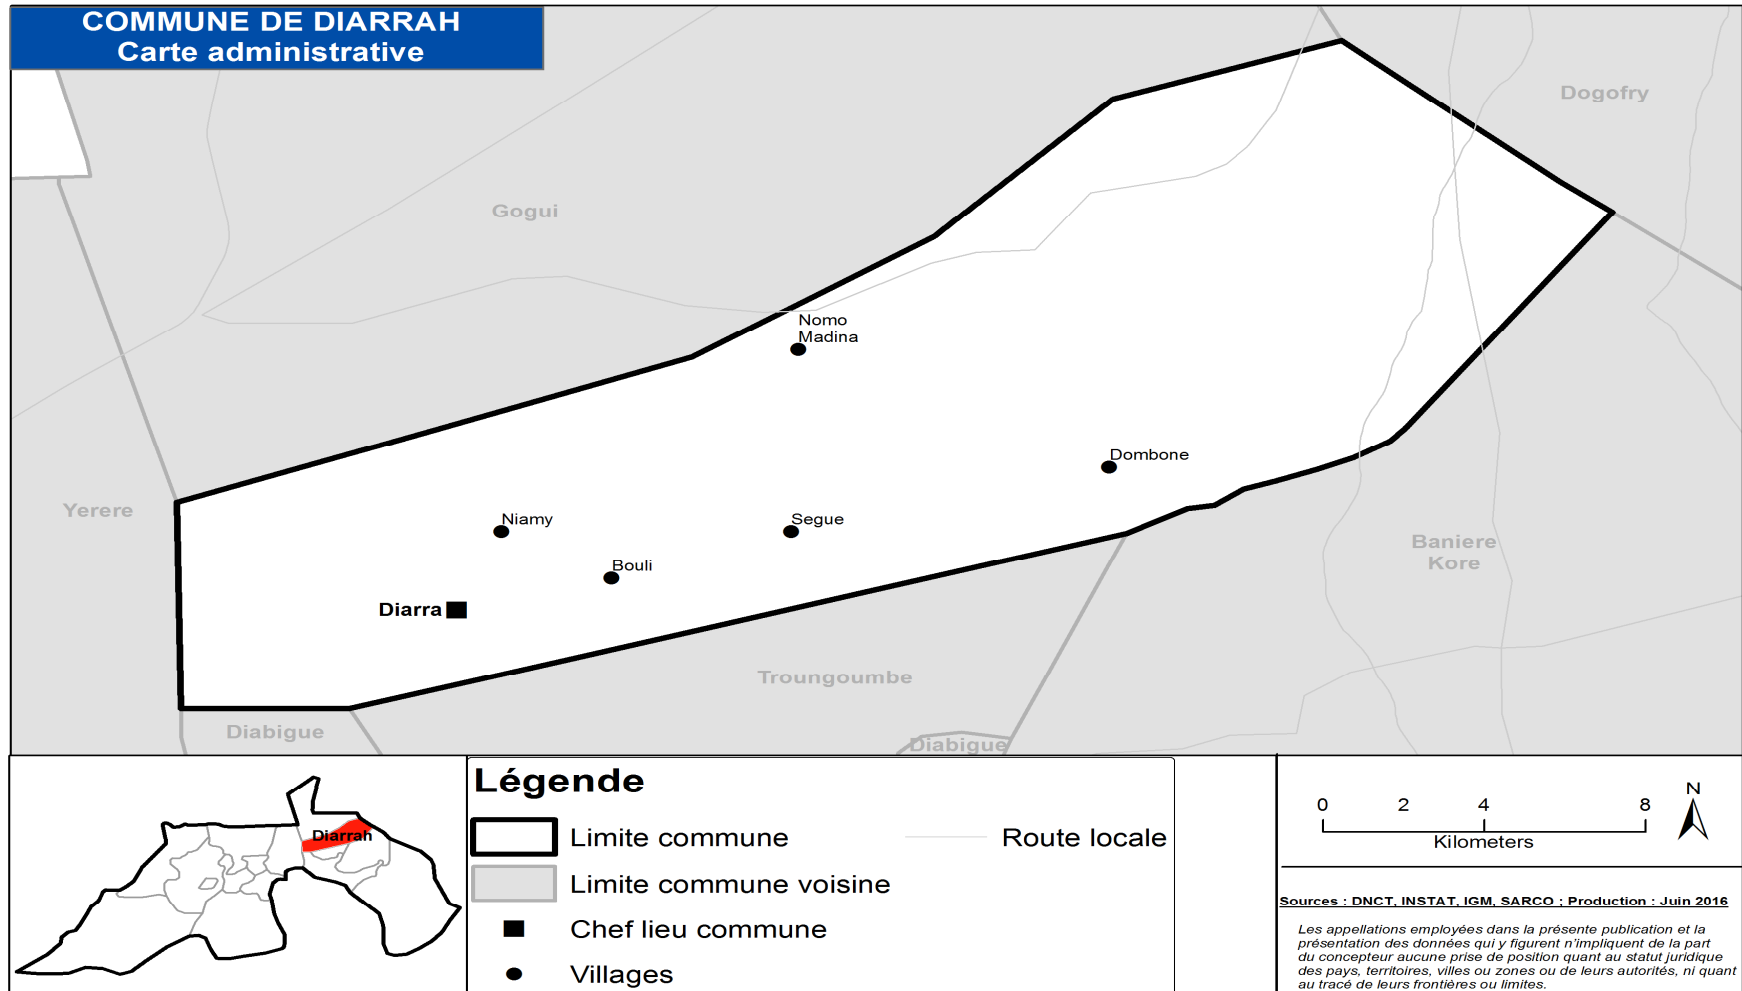 COMMUNE DE DIARRAH
Carte administrative
Dogofry
Gogui
Nomo
Madina
Dombone
Yerere
Niamy
Segue
Baniere
Kore
Bouli
Diarra
Troungoumbe
Diabigue
Diabigue
Diarrah
Légende
Limite commune
Route locale
Limite commune voisine
Chef lieu commune
Villages
N
0 2 4 8
Kilometers
Sources : DNCT, INSTAT, IGM, SARCO ; Production : Juin 2016
Les appellations employées dans la présente publication et la
présentation des données qui y figurent n'impliquent de la part
du concepteur aucune prise de position quant au statut juridique
des pays, territoires, villes ou zones ou de leurs autorités, ni quant
au tracé de leurs frontières ou limites.